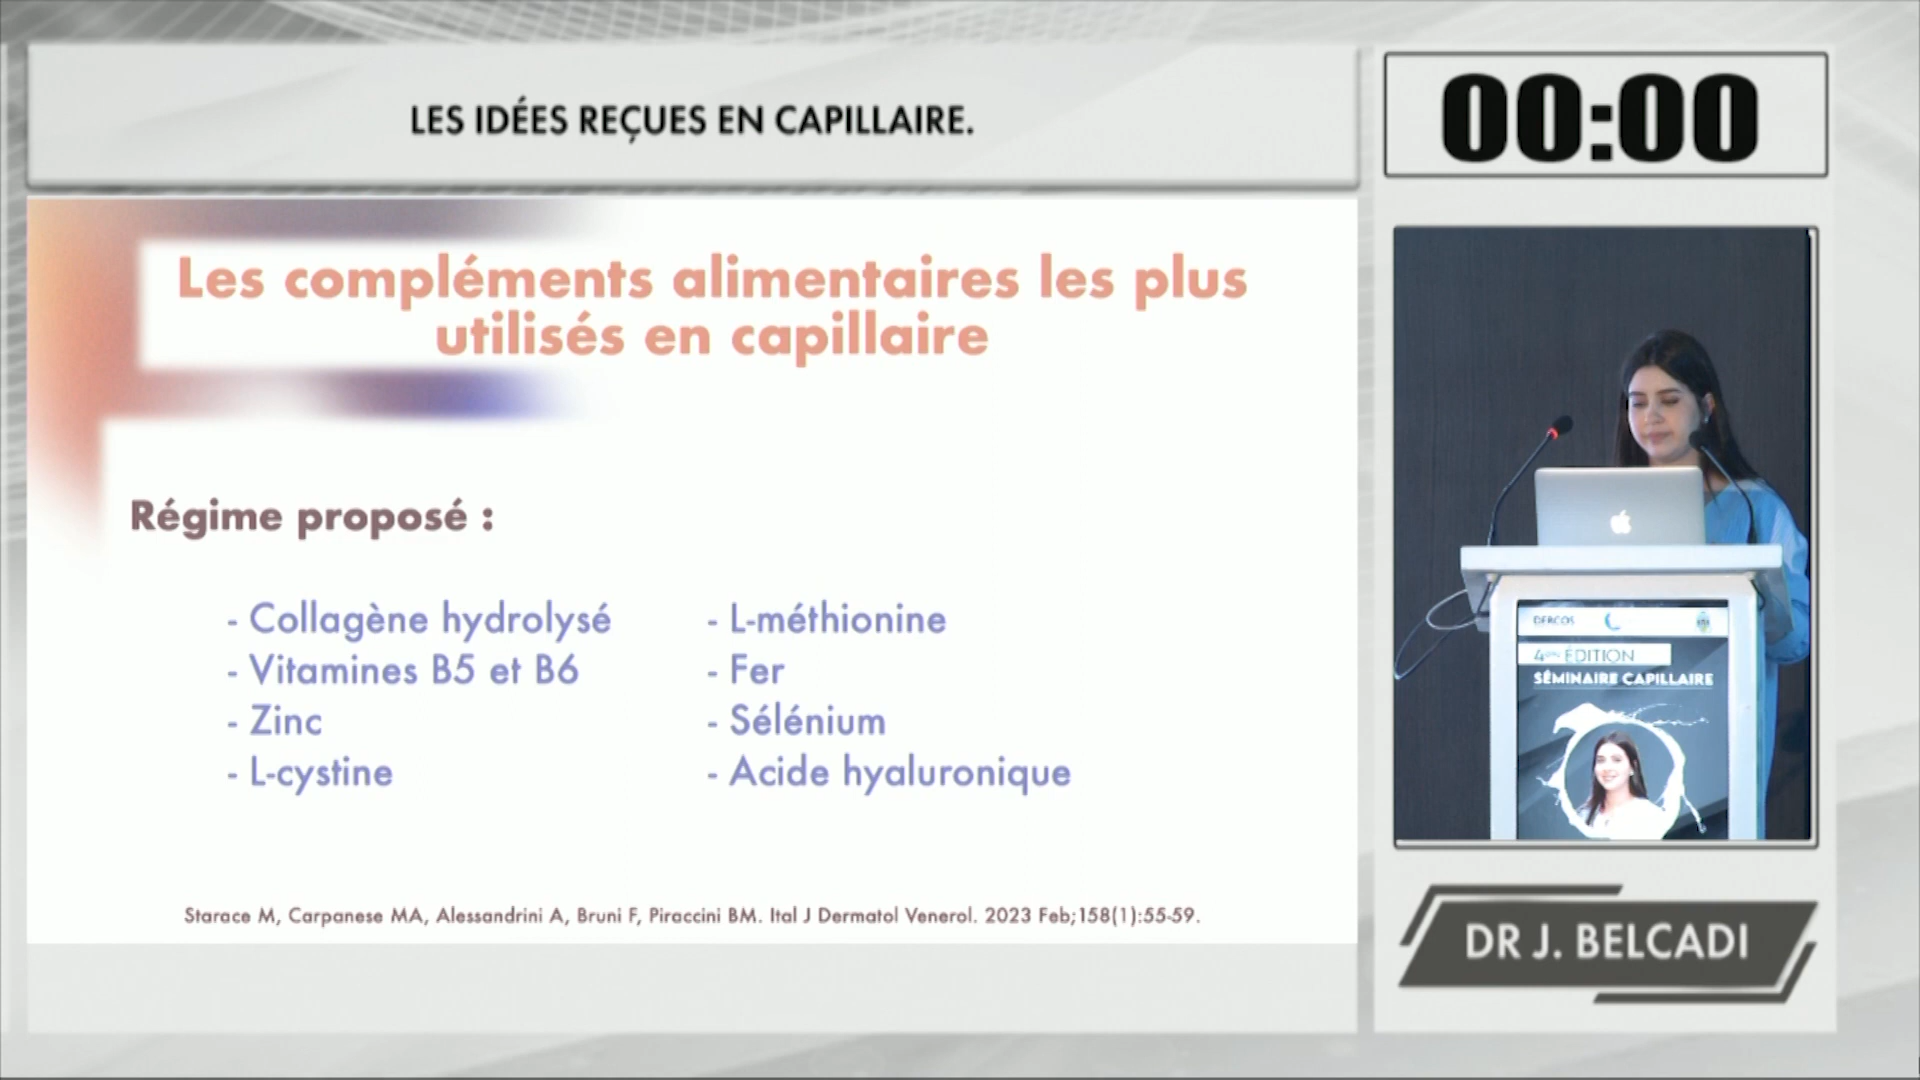 LES IDÉES REÇUES EN CAPILLAIRE.
00:00
Les compléments alimentaires les plus
utilisés en capillaire
Régime proposé :
- Collagène hydrolysé
- Vitamines B5 et B6
- Zinc
- L-cystine
- L-méthionine
- Fer
- Sélénium
- Acide hyaluronique
Starace M, Carpanese MA, Alessandrini A, Bruni F, Piraccini BM. Ital J Dermatol Venerol. 2023 Feb;158(1):55-59.
DERCOS
4ème ÉDITION
SÉMINAIRE CAPILLAIRE
DR J. BELCADI